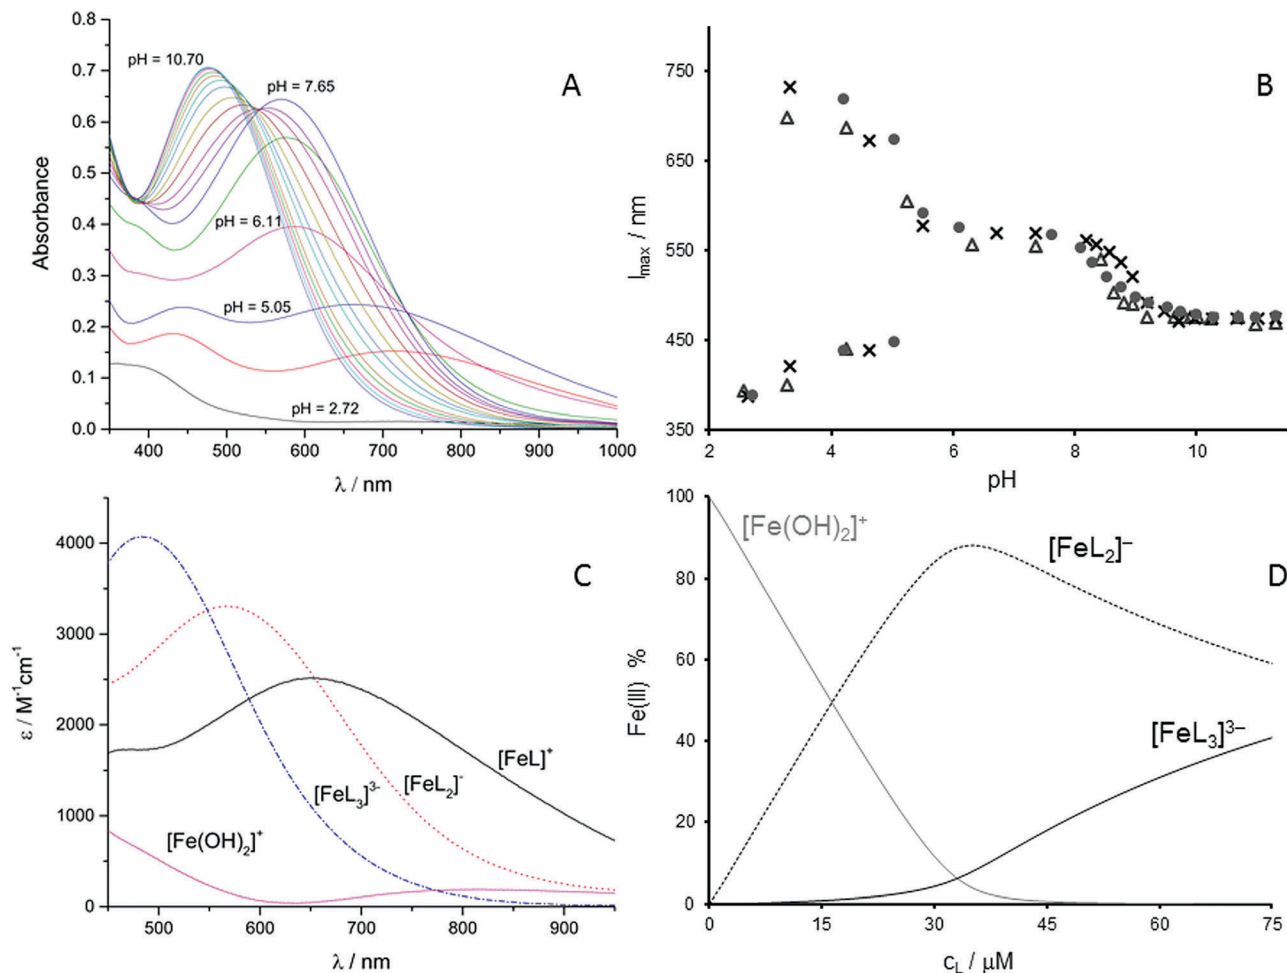 0.8
0.7
0.6
0.5
0.4
0.3
0.2
0.1
0.0
Absorbance
pH = 10.70
pH = 7.65
pH = 6.11
pH = 5.05
pH = 2.72
A
400 500 600 700 800 900 1000
λ / nm
750
650
550
450
350
lmax / nm
B
2 4 6 8 10
pH
4000
3000
2000
1000
0
ε / M⁻¹cm⁻¹
C
[FeL]⁺
[FeL₂]⁻
[FeL₃]³⁻
[Fe(OH)₂]⁺
500 600 700 800 900
λ / nm
100
80
60
40
20
0
Fe(III) %
[Fe(OH)₂]⁺
[FeL₂]⁻
D
[FeL₃]³⁻
0 15 30 45 60 75
cL / μM